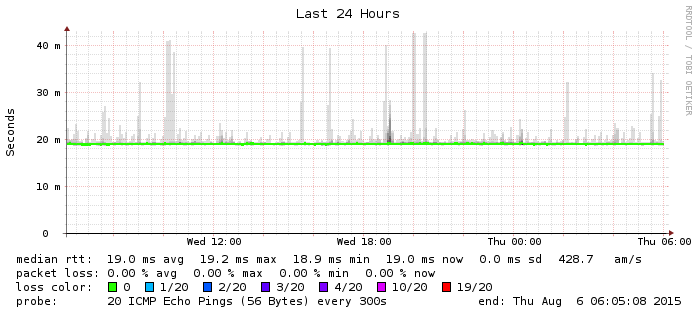 Last 24 Hours
RRDTOOL / TOBI OETIKER
Seconds
40 m
30 m
20 m
10 m
0
Wed 12:00 Wed 18:00 Thu 00:00 Thu 06:00
median rtt: 19.0 ms avg 19.2 ms max 18.9 ms min 19.0 ms now 0.0 ms sd 428.7 am/s
packet loss: 0.00 % avg 0.00 % max 0.00 % min 0.00 % now
loss color: 0 1/20 2/20 3/20 4/20 10/20 19/20
probe: 20 ICMP Echo Pings (56 Bytes) every 300s end: Thu Aug 6 06:05:08 2015